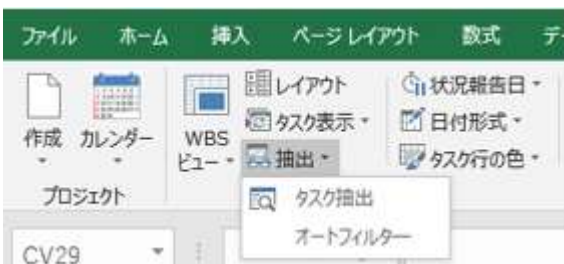 ファイル ホーム 挿入 ページ レイアウト 数式
作成 カレンダー WBS ビュー
レイアウト 状況報告日
タスク表示 日付形式
抽出 タスク行の色
プロジェクト
タスク抽出
オートフィルター
CV29